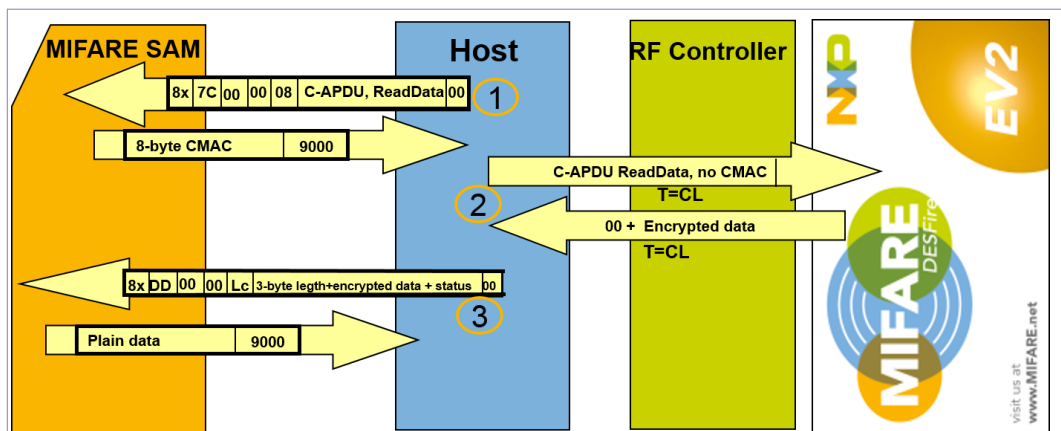 MIFARE SAM
Host
RF Controller
NXP
EV2
8x 7C 00 00 08 C-APDU, ReadData 00
1
8-byte CMAC 9000
C-APDU ReadData, no CMAC
T=CL
2
00 + Encrypted data
T=CL
8x DD 00 00 Lc 3-byte legth+encrypted data + status 00
3
Plain data 9000
MIFARE
DESFire
visit us at
www.MIFARE.net